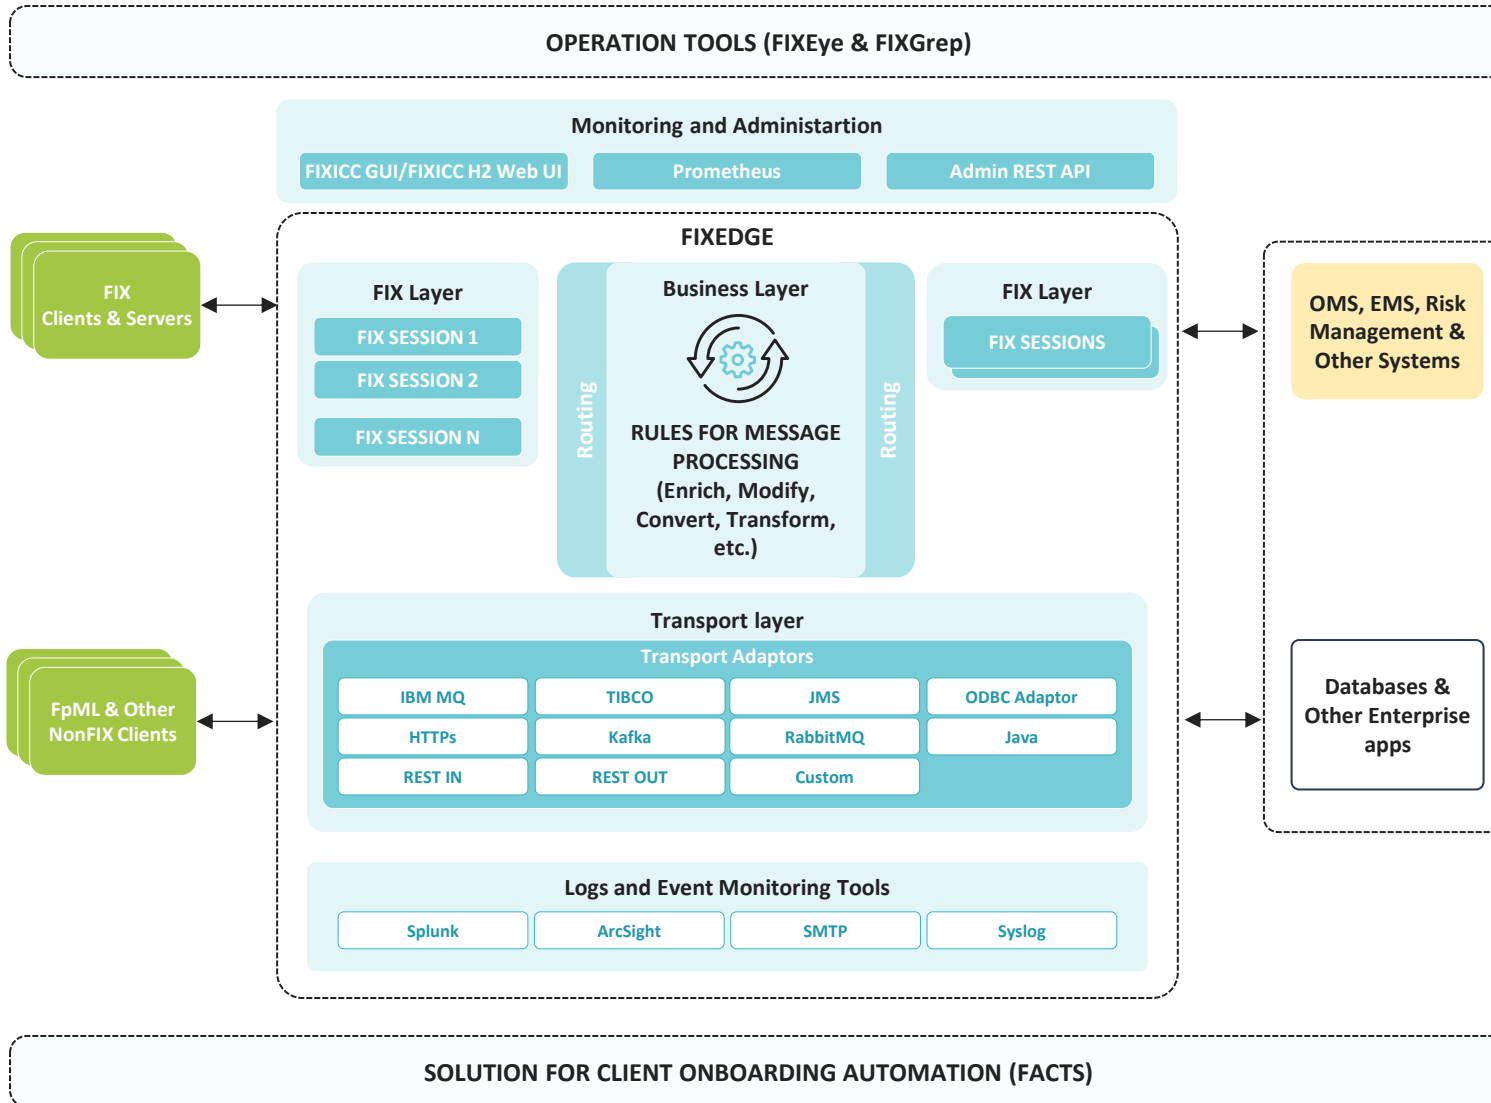 OPERATION TOOLS (FIXEye & FIXGrep)
Monitoring and Administartion
FIXICC GUI/FIXICC H2 Web UI
Prometheus
Admin REST API
FIXEDGE
FIX
Clients & Servers
FIX Layer
FIX SESSION 1
FIX SESSION 2
FIX SESSION N
Routing
Business Layer
RULES FOR MESSAGE
PROCESSING
(Enrich, Modify,
Convert, Transform,
etc.)
Routing
FIX Layer
FIX SESSIONS
OMS, EMS, Risk
Management &
Other Systems
Transport layer
Transport Adaptors
IBM MQ
TIBCO
JMS
ODBC Adaptor
HTTPs
Kafka
RabbitMQ
Java
REST IN
REST OUT
Custom
FpML & Other
NonFIX Clients
Databases &
Other Enterprise
apps
Logs and Event Monitoring Tools
Splunk
ArcSight
SMTP
Syslog
SOLUTION FOR CLIENT ONBOARDING AUTOMATION (FACTS)